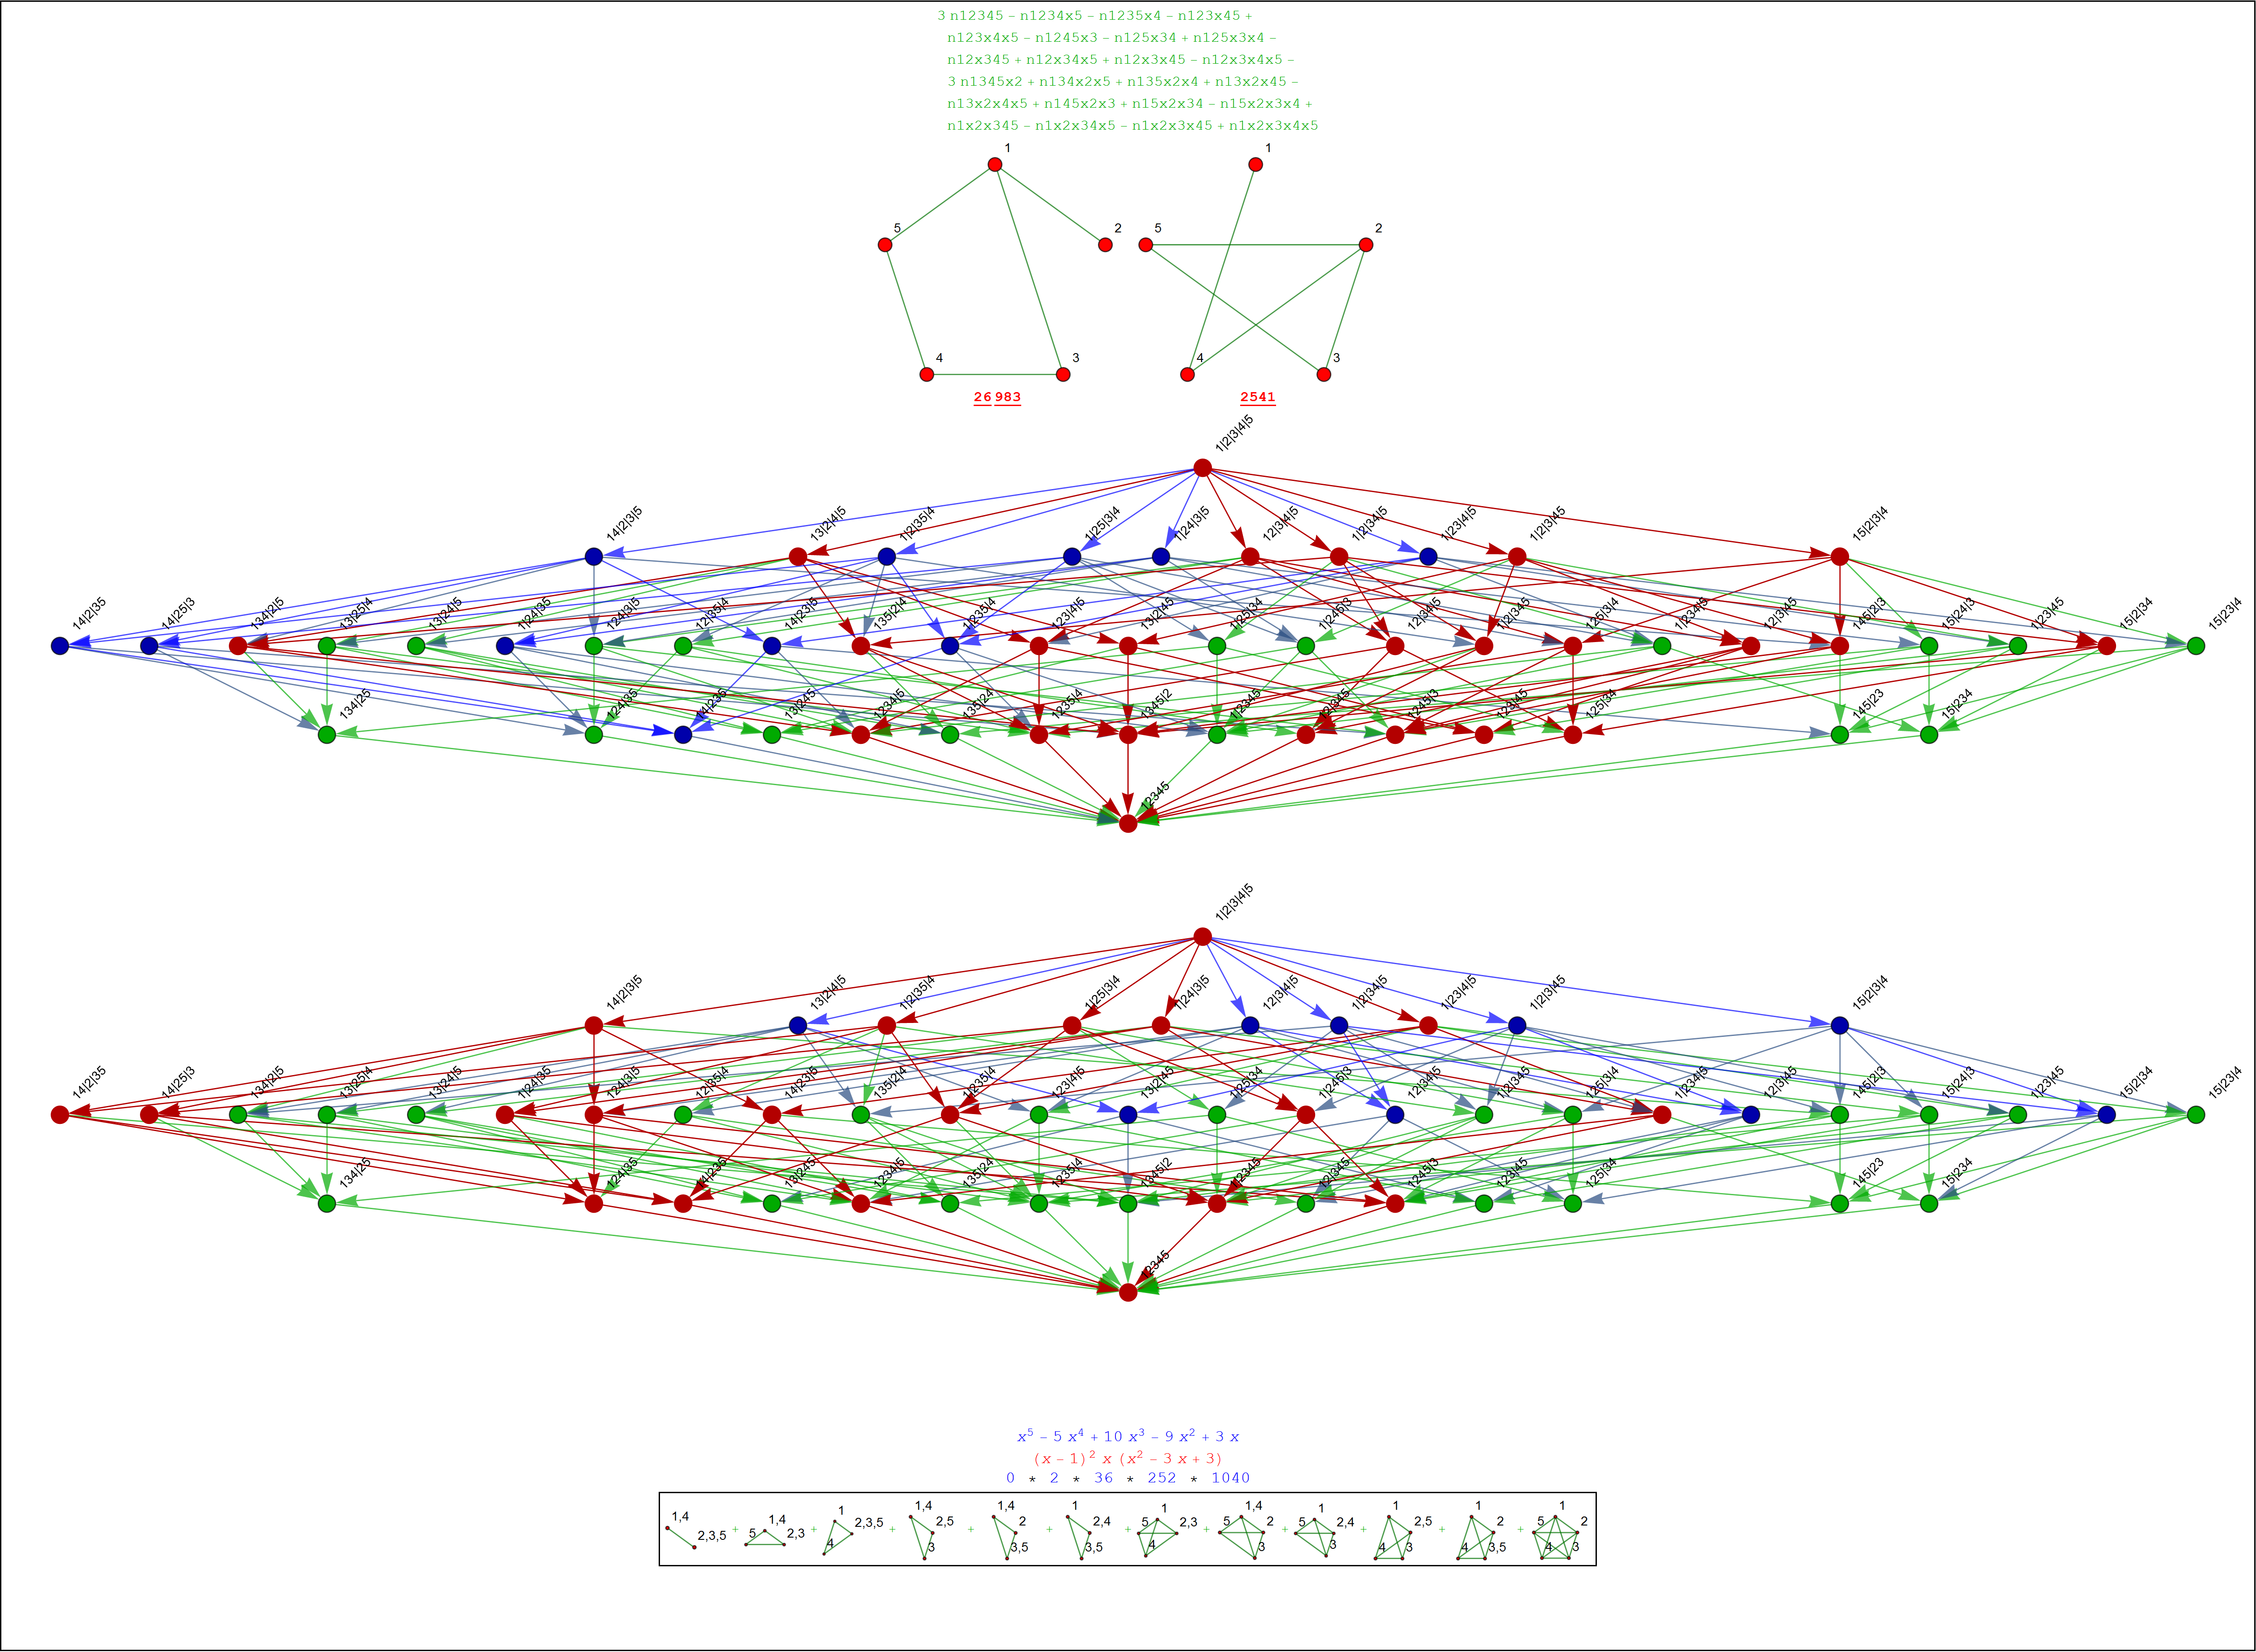 3 n12345 − n1234x5 − n1235x4 − n123x45 +
n123x4x5 − n1245x3 − n125x34 + n125x3x4 −
n12x345 + n12x34x5 + n12x3x45 − n12x3x4x5 −
3 n1345x2 + n134x2x5 + n135x2x4 + n13x2x45 −
n13x2x4x5 + n145x2x3 + n15x2x34 − n15x2x3x4 +
n1x2x345 − n1x2x34x5 − n1x2x3x45 + n1x2x3x4x5
1 1
5 2 5 2
4 3 4 3
26 983 2541
1|2|3|4|5
14|2|3|5 13|2|4|5 1|2|35|4 1|25|3|4 1|24|3|5 12|3|4|5 1|2|34|5 1|23|4|5 1|2|3|45 15|2|3|4
14|2|35 14|25|3 134|2|5 13|25|4 13|24|5 1|24|35 124|3|5 12|35|4 14|23|5 135|2|4 1|235|4 123|4|5 13|2|45 1|25|34 1|245|3 12|34|5 1|2|345 125|3|4 1|234|5 12|3|45 145|2|3 15|24|3 1|23|45 15|2|34 15|23|4
134|25 124|35 14|235 13|245 1234|5 135|24 1235|4 1345|2 1|2345 12|345 1245|3 123|45 125|34 145|23 15|234
12345
1|2|3|4|5
14|2|3|5 13|2|4|5 1|2|35|4 1|25|3|4 1|24|3|5 12|3|4|5 1|2|34|5 1|23|4|5 1|2|3|45 15|2|3|4
14|2|35 14|25|3 134|2|5 13|25|4 13|24|5 1|24|35 124|3|5 12|35|4 14|23|5 135|2|4 1|235|4 123|4|5 13|2|45 1|25|34 1|245|3 12|34|5 1|2|345 125|3|4 1|234|5 12|3|45 145|2|3 15|24|3 1|23|45 15|2|34 15|23|4
134|25 124|35 14|235 13|245 1234|5 135|24 1235|4 1345|2 1|2345 12|345 1245|3 123|45 125|34 145|23 15|234
12345
x⁵ − 5 x⁴ + 10 x³ − 9 x² + 3 x
(x − 1)² x (x² − 3 x + 3)
0 * 2 * 36 * 252 * 1040
1,4 2,3,5 + 1,4 5 2,3 + 1 2,3,5 4 + 1,4 2,5 3 + 1,4 2 3,5 + 1 2,4 3,5 + 1 5 2,3 4 + 1,4 5 2 3 + 1 5 2,4 3 + 1 2,5 4 3 + 1 2 4 3,5 + 1 5 2 4 3